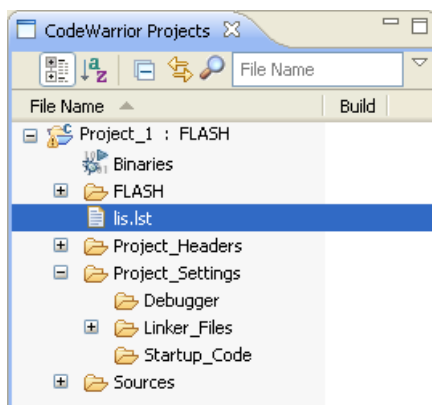 CodeWarrior Projects
File Name
File Name Build
Project_1 : FLASH
Binaries
FLASH
lis.lst
Project_Headers
Project_Settings
Debugger
Linker_Files
Startup_Code
Sources